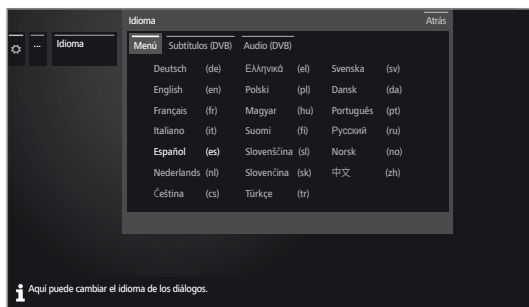 Idioma Atrás
... Idioma
Menú Subtítulos (DVB) Audio (DVB)
Deutsch (de) Ελληνικά (el) Svenska (sv)
English (en) Polski (pl) Dansk (da)
Français (fr) Magyar (hu) Português (pt)
Italiano (it) Suomi (fi) Русский (ru)
Español (es) Slovenščina (sl) Norsk (no)
Nederlands (nl) Slovenčina (sk) 中文 (zh)
Čeština (cs) Türkçe (tr)
Aquí puede cambiar el idioma de los diálogos.